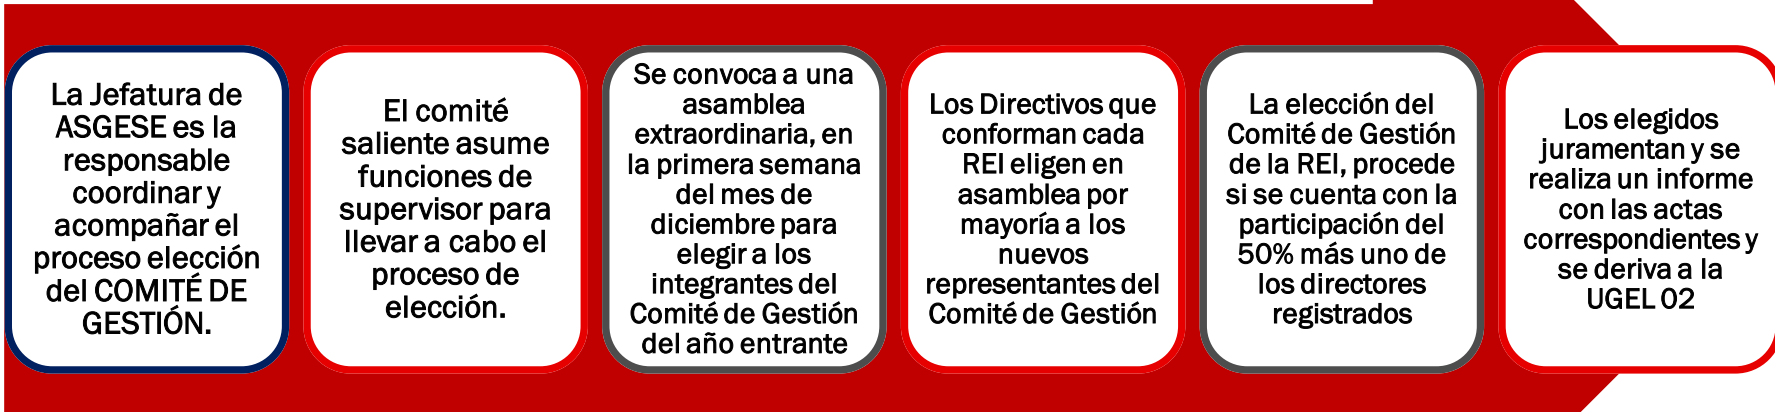 La Jefatura de
ASGESE es la
responsable
coordinar y
acompañar el
proceso elección
del COMITÉ DE
GESTIÓN.
El comité
saliente asume
funciones de
supervisor para
llevar a cabo el
proceso de
elección.
Se convoca a una
asamblea
extraordinaria, en
la primera semana
del mes de
diciembre para
elegir a los
integrantes del
Comité de Gestión
del año entrante
Los Directivos que
conforman cada
REI eligen en
asamblea por
mayoría a los
nuevos
representantes del
Comité de Gestión
La elección del
Comité de Gestión
de la REI, procede
si se cuenta con la
participación del
50% más uno de
los directores
registrados
Los elegidos
juramentan y se
realiza un informe
con las actas
correspondientes y
se deriva a la
UGEL 02